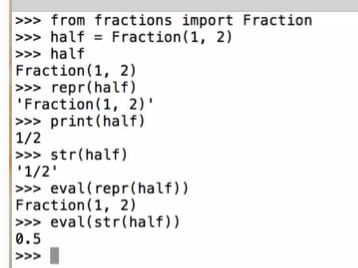 >>> from fractions import Fraction
>>> half = Fraction(1, 2)
>>> half
Fraction(1, 2)
>>> repr(half)
'Fraction(1, 2)'
>>> print(half)
1/2
>>> str(half)
'1/2'
>>> eval(repr(half))
Fraction(1, 2)
>>> eval(str(half))
0.5
>>>